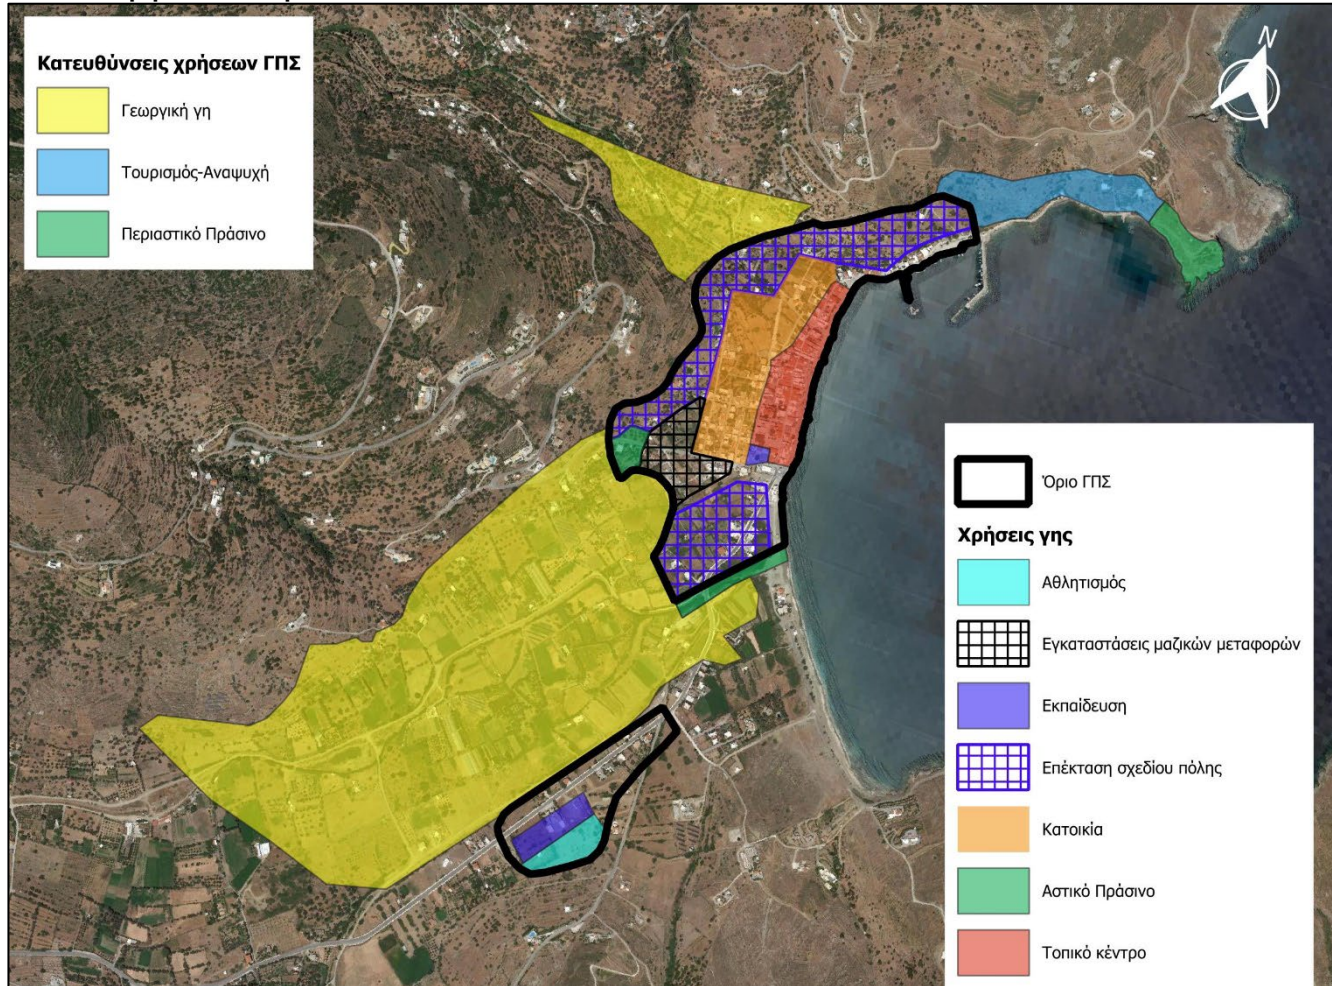 Κατευθύνσεις χρήσεων ΓΠΣ
Γεωργική γη
Τουρισμός-Αναψυχή
Περιαστικό Πράσινο
N
Όριο ΓΠΣ
Χρήσεις γης
Αθλητισμός
Εγκαταστάσεις μαζικών μεταφορών
Εκπαίδευση
Επέκταση σχεδίου πόλης
Κατοικία
Αστικό Πράσινο
Τοπικό κέντρο